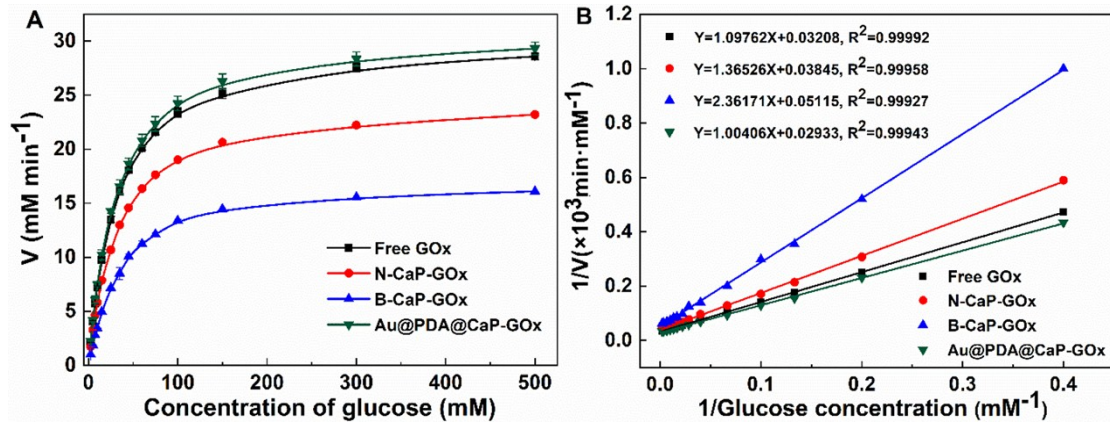 A
V (mM min⁻¹)
30
25
20
15
10
5
0
Free GOx
N-CaP-GOx
B-CaP-GOx
Au@PDA@CaP-GOx
0 100 200 300 400 500
Concentration of glucose (mM)
B
1/V(×10³min·mM⁻¹)
1.2
1.0
0.8
0.6
0.4
0.2
0.0
Y=1.09762X+0.03208, R²=0.99992
Y=1.36526X+0.03845, R²=0.99958
Y=2.36171X+0.05115, R²=0.99927
Y=1.00406X+0.02933, R²=0.99943
Free GOx
N-CaP-GOx
B-CaP-GOx
Au@PDA@CaP-GOx
0.0 0.1 0.2 0.3 0.4
1/Glucose concentration (mM⁻¹)